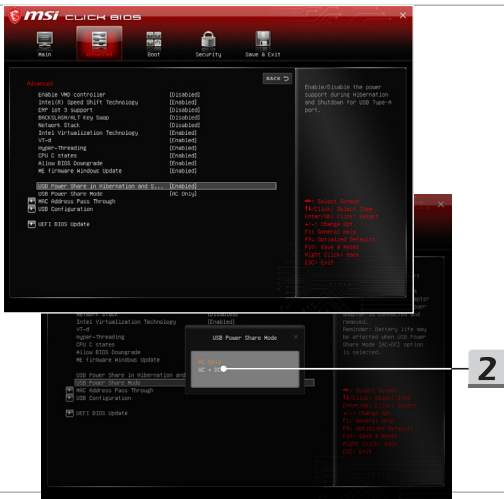 msi CLICK BIOS
Main
Boot
Security
Save & Exit
BACK
Advanced
Enable VMD controller [Disabled]
Intel(R) Speed Shift Technology [Enabled]
ERP lot 3 support [Disabled]
BACKSLASH/ALT Key Swap [Disabled]
Network Stack [Disabled]
Intel Virtualization Technology [Enabled]
VT-d [Enabled]
Hyper-Threading [Enabled]
CPU C states [Enabled]
Allow BIOS Downgrade [Enabled]
ME firmware Windows Update [Enabled]
USB Power Share in Hibernation and S... [Enabled]
USB Power Share Mode [AC Only]
MAC Address Pass Through
USB Configuration
UEFI BIOS Update
Enable/Disable the power
support during Hibernation
and Shutdown for USB Type-A
port.
: Select Screen
/Click: Select Item
Enter/Dbl Click: Select
+/-: Change Opt
F1: General Help
F9: Optimized Defaults
F10: Save & Reset
Right Click: Back
ESC: Exit
Network Stack [Disabled]
Intel Virtualization Technology [Enabled]
VT-d
Hyper-Threading
CPU C states
Allow BIOS Downgrade
ME firmware Windows Update
USB Power Share in Hibernation and
USB Power Share Mode
MAC Address Pass Through
USB Configuration
UEFI BIOS Update
USB Power Share Mode
AC Only
AC + DC
removed.
Reminder: Battery life may
be affected when USB Power
Share Mode [AC+DC] option
is selected.
: Select Screen
/Click: Select Item
Enter/Dbl Click: Select
+/-: Change Opt
F1: General Help
F9: Optimized Defaults
F10: Save & Reset
Right Click: Back
ESC: Exit
2